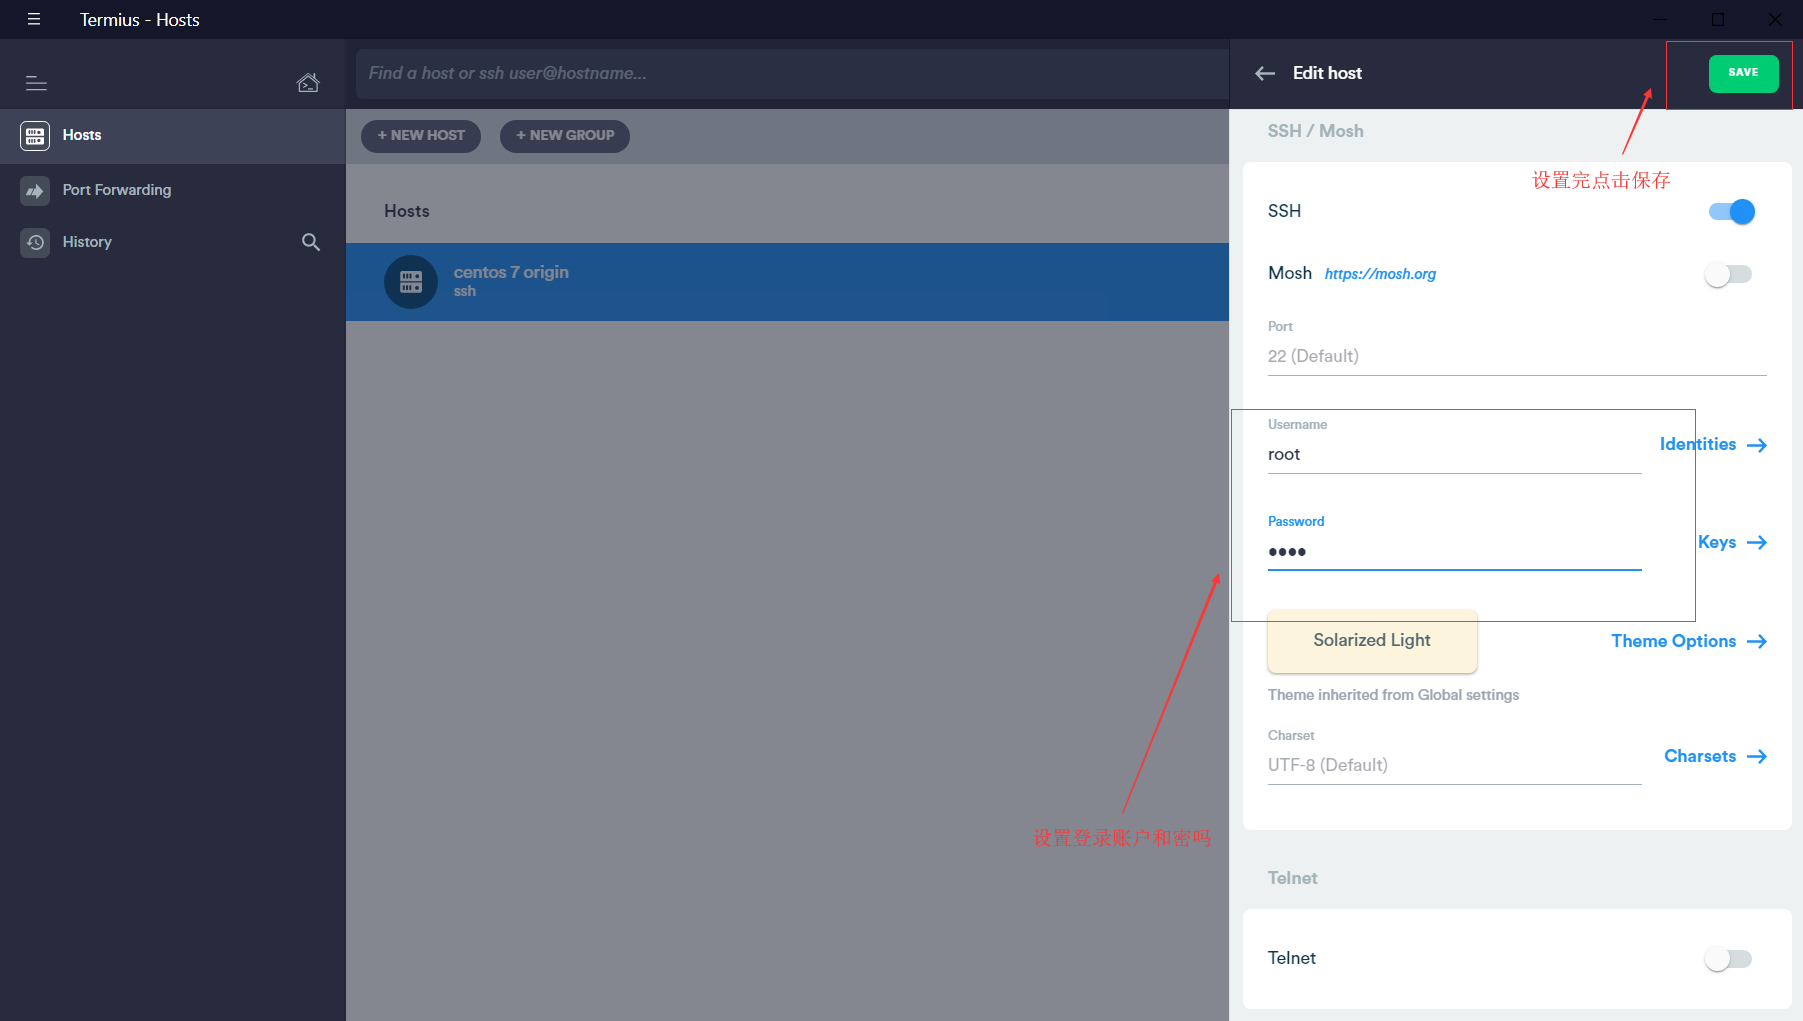 Termius - Hosts
Find a host or ssh user@hostname...
Edit host
SAVE
Hosts
Port Forwarding
History
+ NEW HOST
+ NEW GROUP
Hosts
centos 7 origin
ssh
SSH / Mosh
设置完点击保存
SSH
Mosh https://mosh.org
Port
22 (Default)
Username
root
Identities
Password
••••
Keys
Solarized Light
Theme Options
Theme inherited from Global settings
Charset
UTF-8 (Default)
Charsets
设置登录账户和密吗
Telnet
Telnet